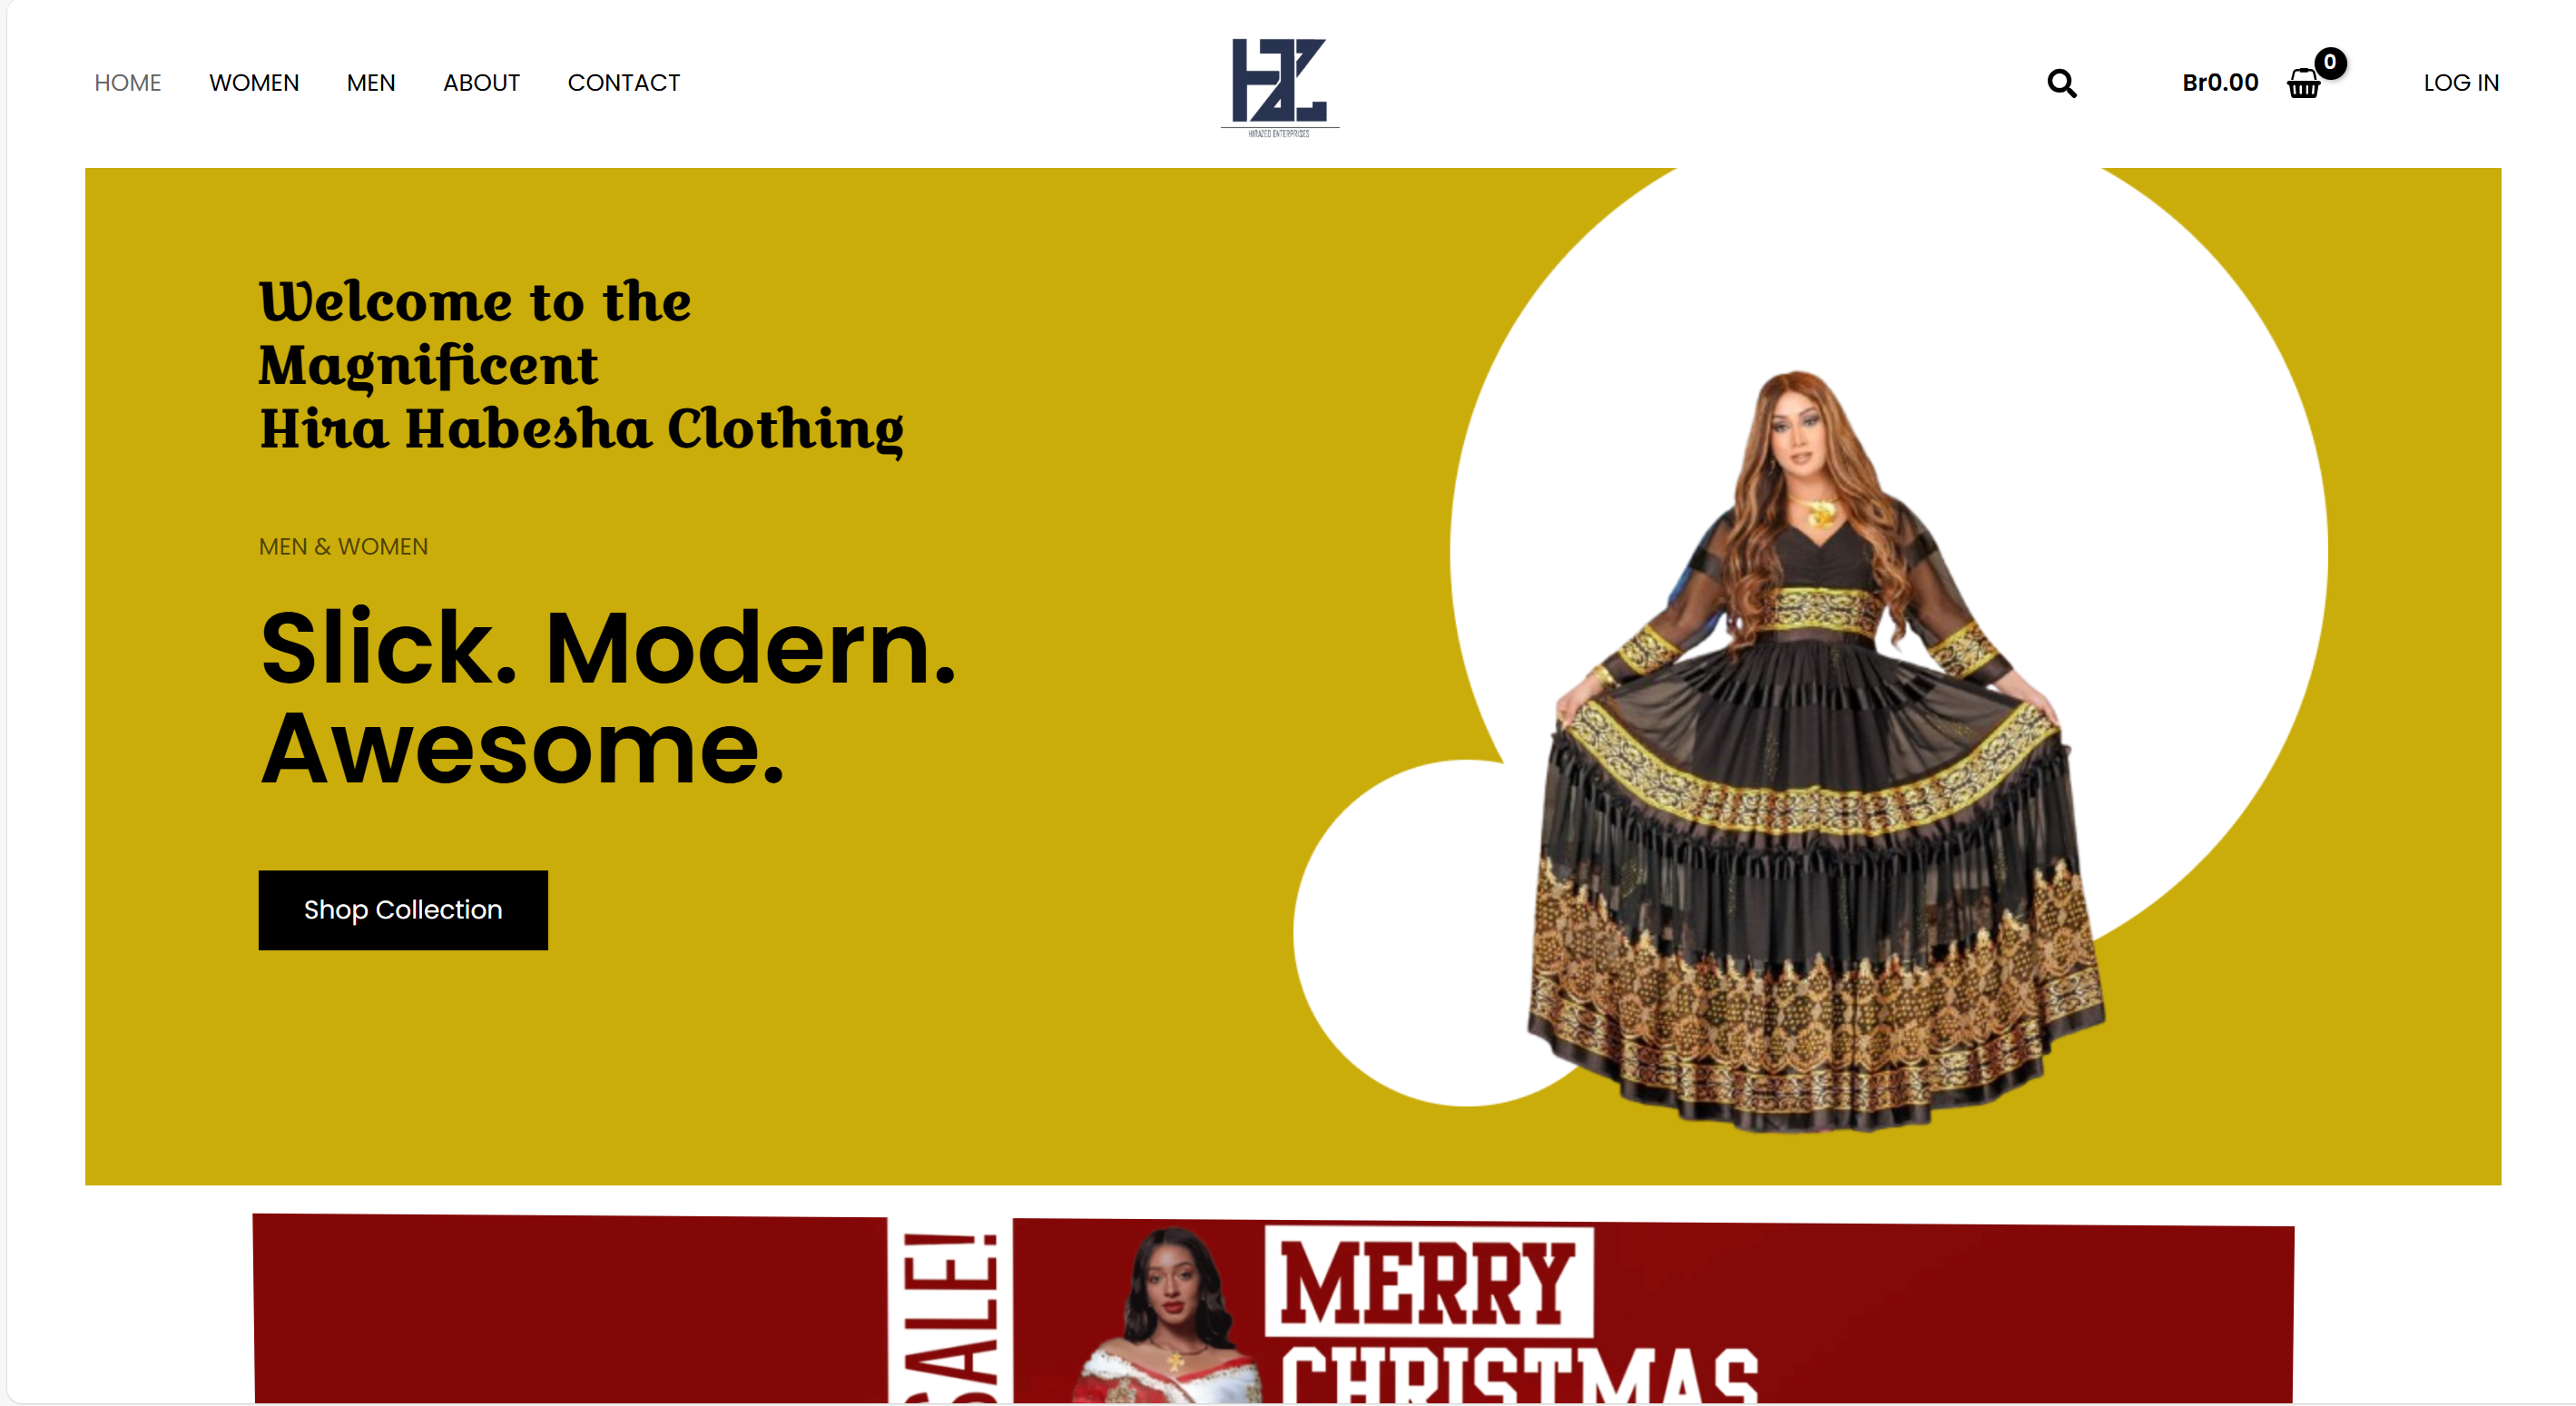 HOME WOMEN MEN ABOUT CONTACT
HZ
HIRAZED ENTERPRISES
Br0.00 0 LOG IN
Welcome to the
Magnificent
Hira Habesha Clothing
MEN & WOMEN
Slick. Modern.
Awesome.
Shop Collection
SALE!
MERRY
CHRISTMAS